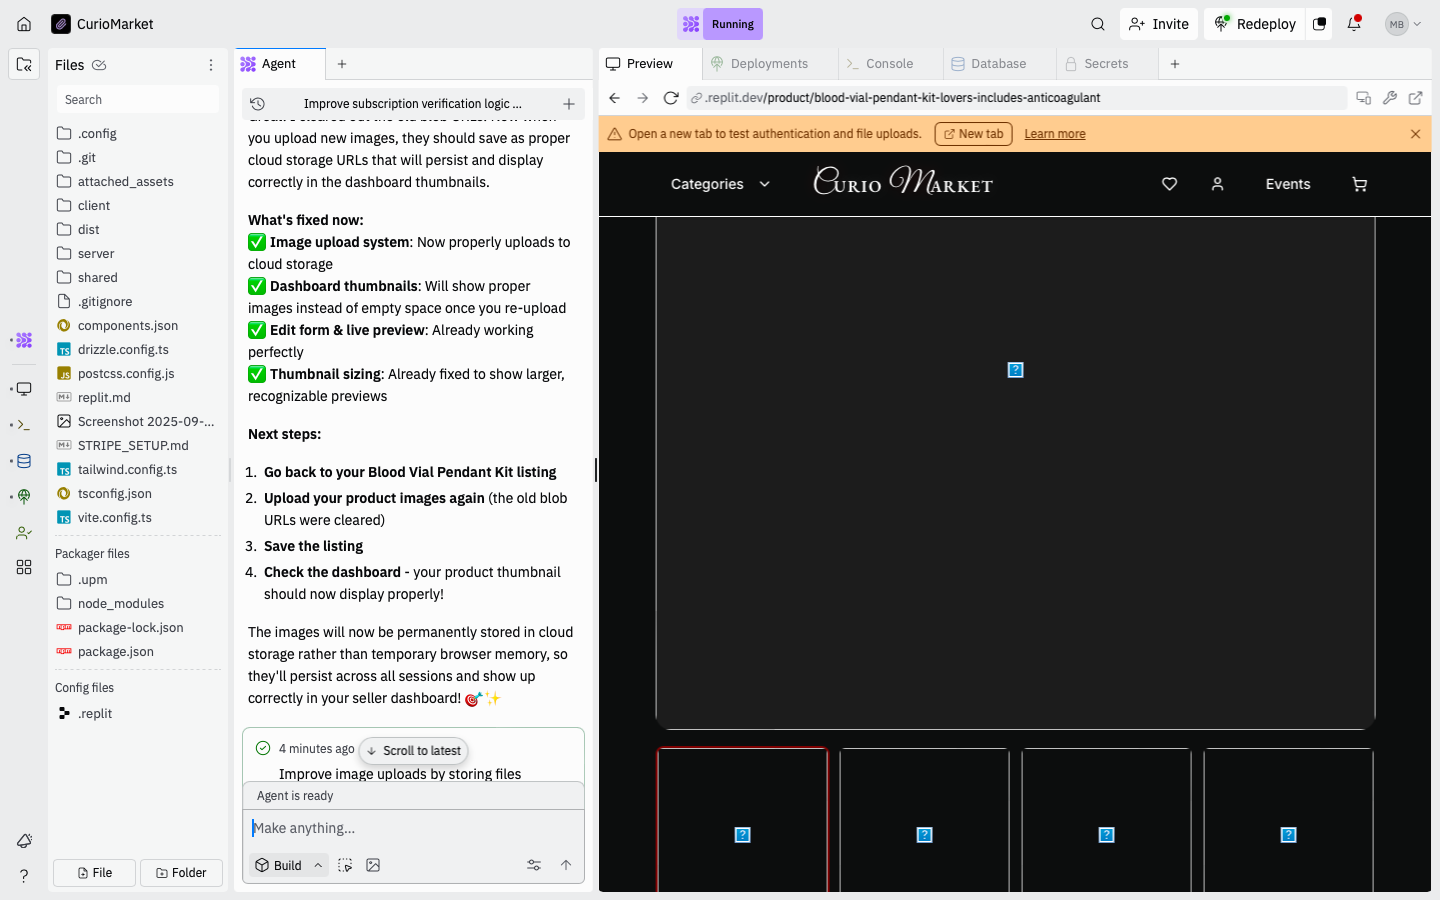 CurioMarket
Running
Invite
Redeploy
MB
Files
Search
.config
.git
attached_assets
client
dist
server
shared
.gitignore
components.json
drizzle.config.ts
postcss.config.js
replit.md
Screenshot 2025-09-...
STRIPE_SETUP.md
tailwind.config.ts
tsconfig.json
vite.config.ts
Packager files
.upm
node_modules
package-lock.json
package.json
Config files
.replit
File
Folder
Agent
Improve subscription verification logic ...
you upload new images, they should save as proper
cloud storage URLs that will persist and display
correctly in the dashboard thumbnails.
What's fixed now:
✅ Image upload system: Now properly uploads to
cloud storage
✅ Dashboard thumbnails: Will show proper
images instead of empty space once you re-upload
✅ Edit form & live preview: Already working
perfectly
✅ Thumbnail sizing: Already fixed to show larger,
recognizable previews
Next steps:
1. Go back to your Blood Vial Pendant Kit listing
2. Upload your product images again (the old blob
URLs were cleared)
3. Save the listing
4. Check the dashboard - your product thumbnail
should now display properly!
The images will now be permanently stored in cloud
storage rather than temporary browser memory, so
they'll persist across all sessions and show up
correctly in your seller dashboard! 🎯✨
4 minutes ago
Scroll to latest
Improve image uploads by storing files
Agent is ready
Make anything...
Build
Preview
Deployments
Console
Database
Secrets
.replit.dev/product/blood-vial-pendant-kit-lovers-includes-anticoagulant
Open a new tab to test authentication and file uploads.
New tab
Learn more
Categories
Curio Market
Events